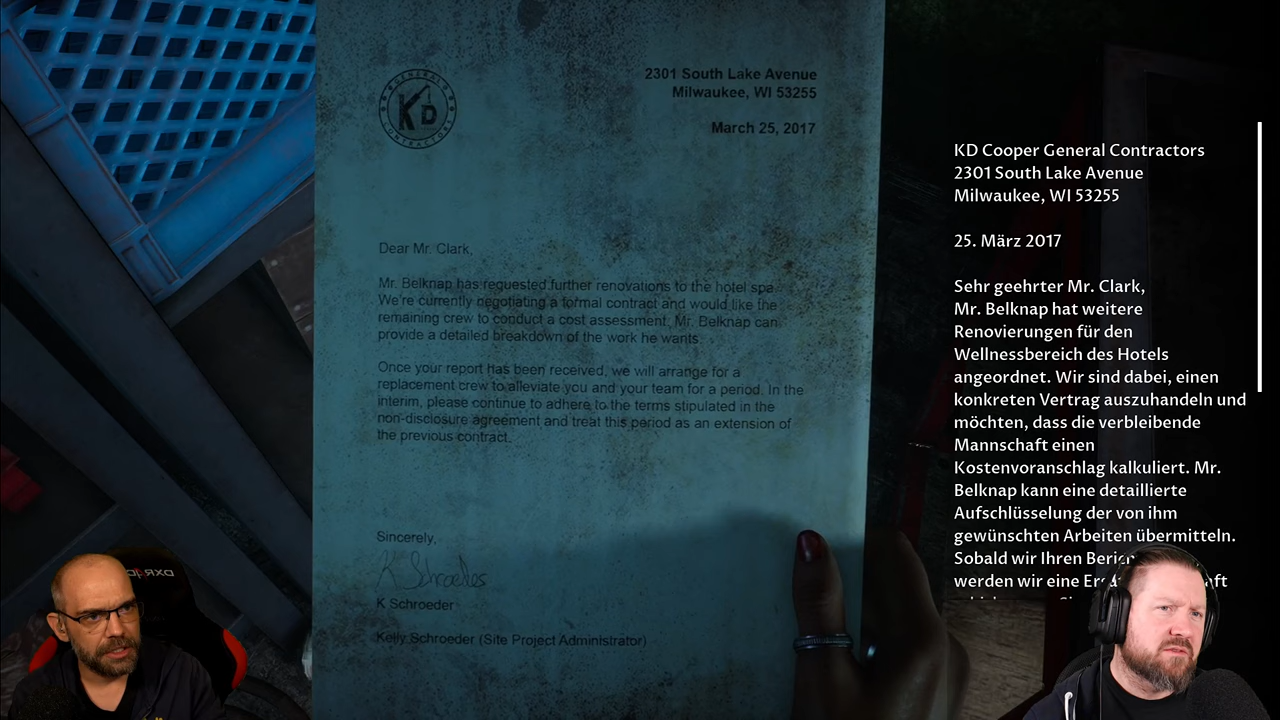 GENERAL
KD
CONTRACTORS
2301 South Lake Avenue
Milwaukee, WI 53255
March 25, 2017
Dear Mr. Clark,
Mr. Belknap has requested further renovations to the hotel spa.
We're currently negotiating a formal contract and would like the
remaining crew to conduct a cost assessment. Mr. Belknap can
provide a detailed breakdown of the work he wants.
Once your report has been received, we will arrange for a
replacement crew to alleviate you and your team for a period. In the
interim, please continue to adhere to the terms stipulated in the
non-disclosure agreement and treat this period as an extension of
the previous contract.
Sincerely,
K Schroeder
K Schroeder
Kelly Schroeder (Site Project Administrator)
KD Cooper General Contractors
2301 South Lake Avenue
Milwaukee, WI 53255
25. März 2017
Sehr geehrter Mr. Clark,
Mr. Belknap hat weitere
Renovierungen für den
Wellnessbereich des Hotels
angeordnet. Wir sind dabei, einen
konkreten Vertrag auszuhandeln und
möchten, dass die verbleibende
Mannschaft einen
Kostenvoranschlag kalkuliert. Mr.
Belknap kann eine detaillierte
Aufschlüsselung der von ihm
gewünschten Arbeiten übermitteln.
Sobald wir Ihren
werden wir eine